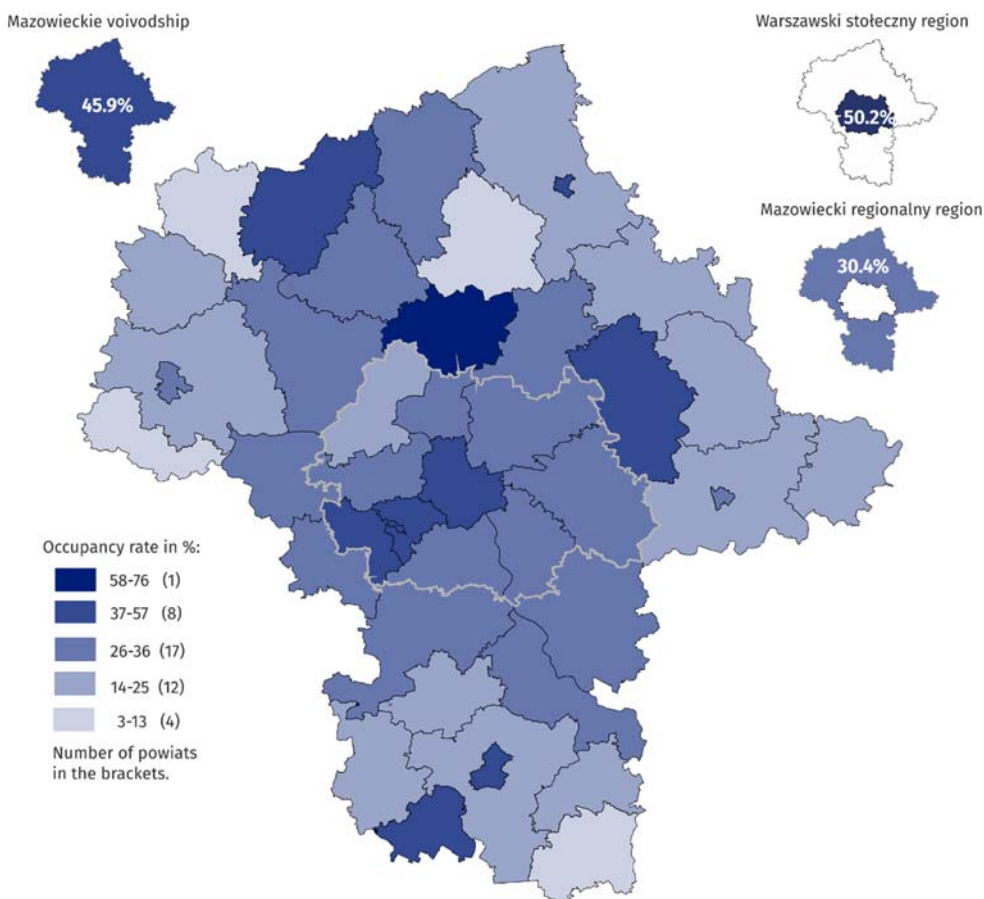 Mazowieckie voivodship
45.9%
Warszawski stołeczny region
50.2%
Mazowiecki regionalny region
30.4%
Occupancy rate in %:
58-76 (1)
37-57 (8)
26-36 (17)
14-25 (12)
3-13 (4)
Number of powiats
in the brackets.